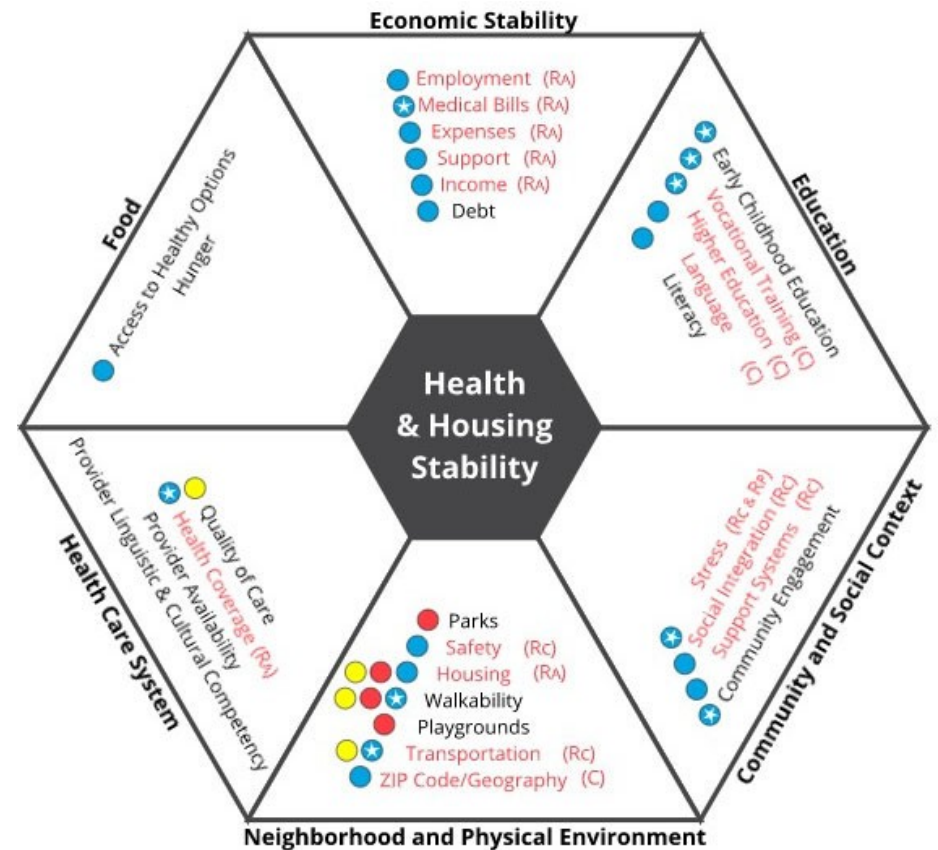 Economic Stability
Employment (RA)
Medical Bills (RA)
Expenses (RA)
Support (RA)
Income (RA)
Debt
Education
Early Childhood Education
Vocational Training (C)
Higher Education (C)
Language (C)
Literacy
Food
Access to Healthy Options
Hunger
Health
& Housing
Stability
Health Care System
Quality of Care
Health Coverage (RA)
Provider Availability
Provider Linguistic & Cultural Competency
Community and Social Context
Stress (RC & RP)
Social Integration (RC)
Support Systems (RC)
Community Engagement
Parks
Safety (RC)
Housing (RA)
Walkability
Playgrounds
Transportation (RC)
ZIP Code/Geography (C)
Neighborhood and Physical Environment